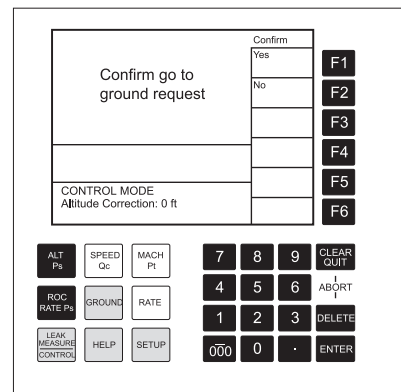 Confirm
Yes
Confirm go to
ground request
No
CONTROL MODE
Altitude Correction: 0 ft
F1
F2
F3
F4
F5
F6
ALT
Ps
SPEED
Qc
MACH
Pt
ROC
RATE Ps
GROUND
RATE
LEAK
MEASURE
CONTROL
HELP
SETUP
7 8 9 CLEAR
QUIT
4 5 6 ABORT
1 2 3 DELETE
000 0 . ENTER